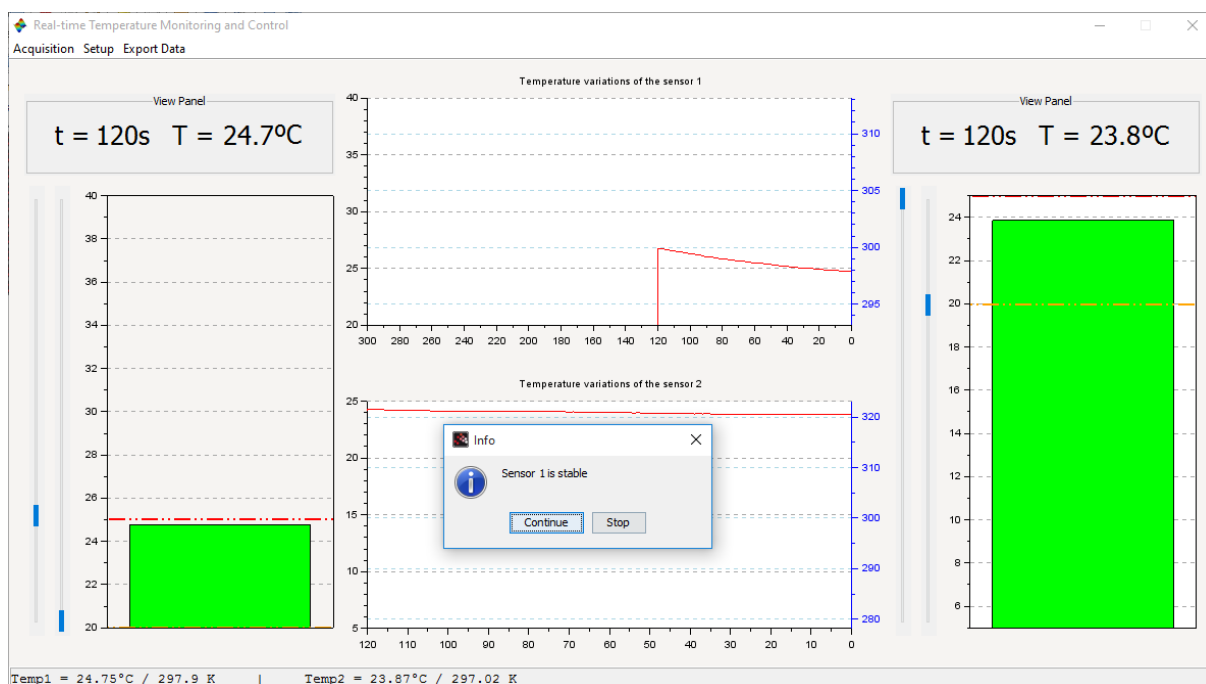 Real-time Temperature Monitoring and Control
Acquisition Setup Export Data
View Panel
t = 120s T = 24.7ºC
40
38
36
34
32
30
28
26
24
22
20
Temperature variations of the sensor 1
40
35
30
25
20
310
305
300
295
300 280 260 240 220 200 180 160 140 120 100 80 60 40 20 0
Temperature variations of the sensor 2
25
20
15
10
5
320
310
300
290
280
120 110 100 90 80 70 60 50 40 30 20 10 0
Info
Sensor 1 is stable
Continue Stop
View Panel
t = 120s T = 23.8ºC
24
22
20
18
16
14
12
10
8
6
Temp1 = 24.75°C / 297.9 K | Temp2 = 23.87°C / 297.02 K